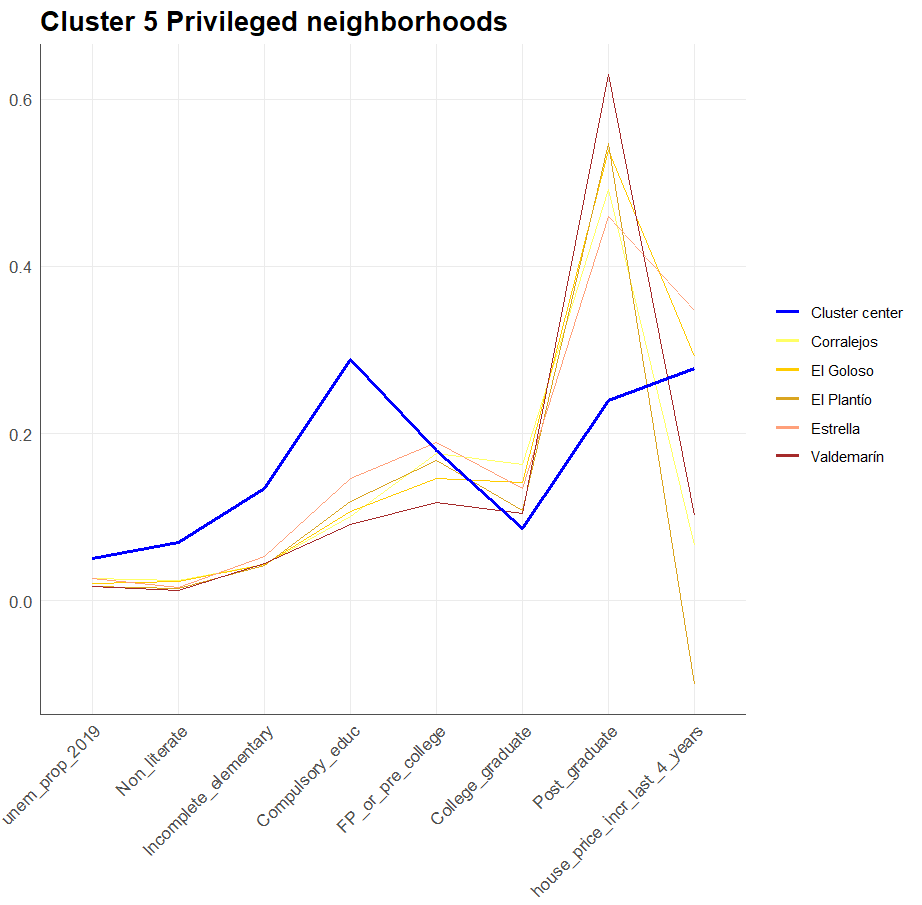 Cluster 5 Privileged neighborhoods
0.6
0.4
0.2
0.0
unem_prop_2019
Non_literate
Incomplete_elementary
Compulsory_educ
FP_or_pre_college
College_graduate
Post_graduate
house_price_incr_last_4_years
Cluster center
Corralejos
El Goloso
El Plantío
Estrella
Valdemarín